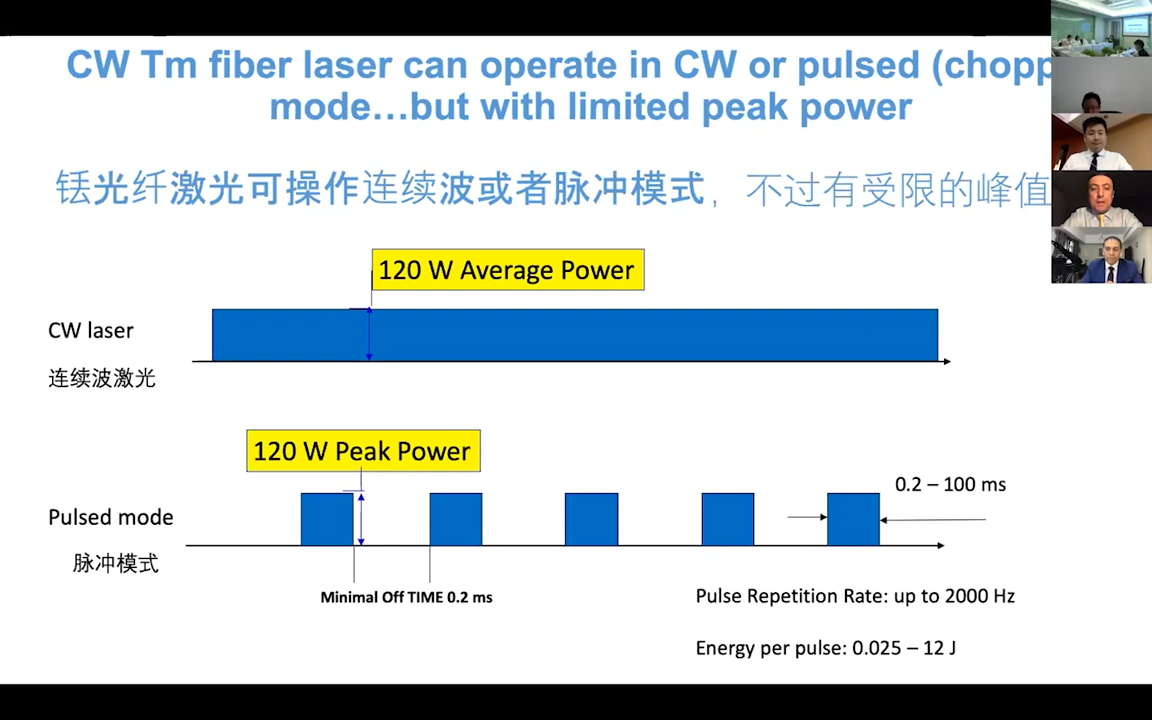 CW Tm fiber laser can operate in CW or pulsed (chopp
mode…but with limited peak power
铥光纤激光可操作连续波或者脉冲模式，不过有受限的峰值
120 W Average Power
CW laser
连续波激光
120 W Peak Power
0.2 – 100 ms
Pulsed mode
脉冲模式
Minimal Off TIME 0.2 ms
Pulse Repetition Rate: up to 2000 Hz
Energy per pulse: 0.025 – 12 J